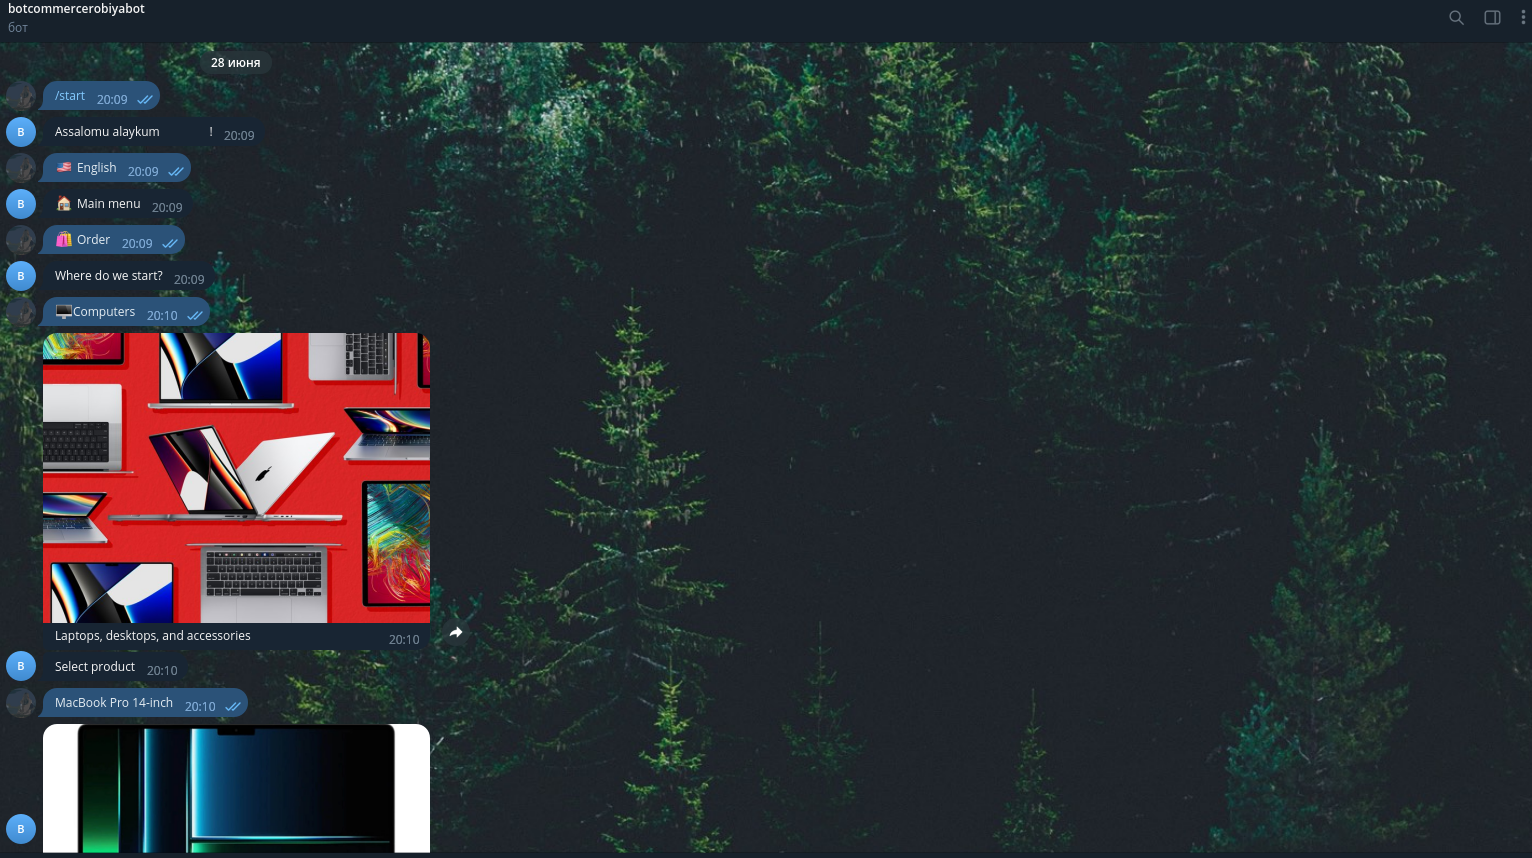 botcommercerobiyabot
бот
28 июня
/start 20:09
B
Assalomu alaykum ! 20:09
English 20:09
B
Main menu 20:09
Order 20:09
B
Where do we start? 20:09
Computers 20:10
Laptops, desktops, and accessories 20:10
B
Select product 20:10
MacBook Pro 14-inch 20:10
B